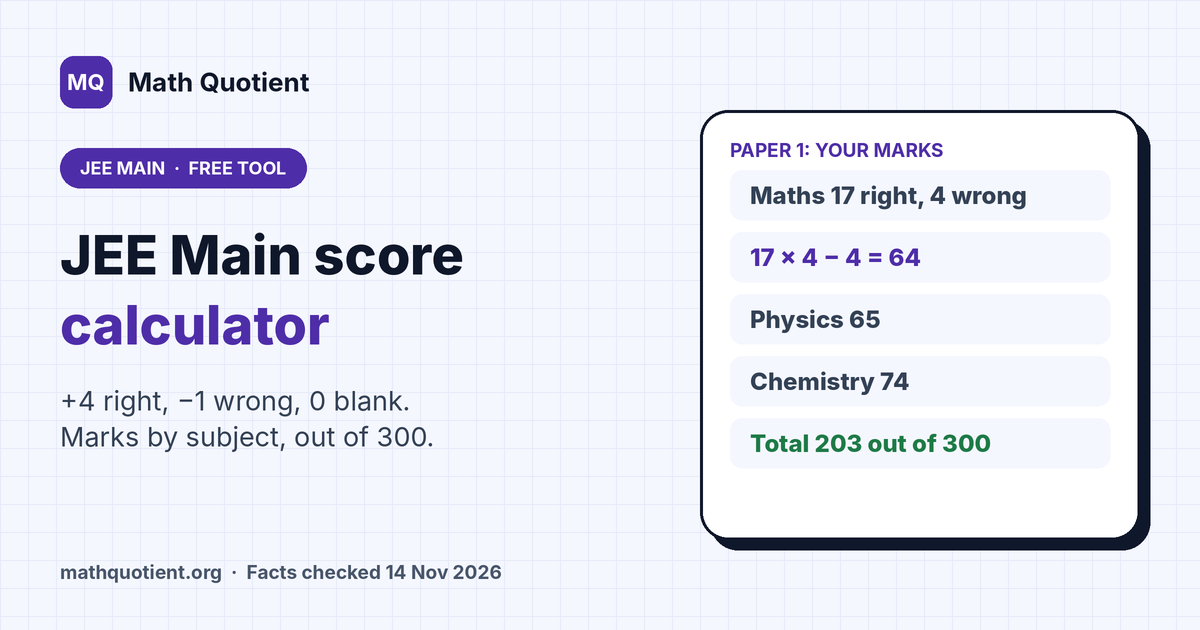 MQ
Math Quotient
JEE MAIN · FREE TOOL
JEE Main score
calculator
+4 right, −1 wrong, 0 blank.
Marks by subject, out of 300.
mathquotient.org · Facts checked 14 Nov 2026
PAPER 1: YOUR MARKS
Maths 17 right, 4 wrong
17 × 4 − 4 = 64
Physics 65
Chemistry 74
Total 203 out of 300